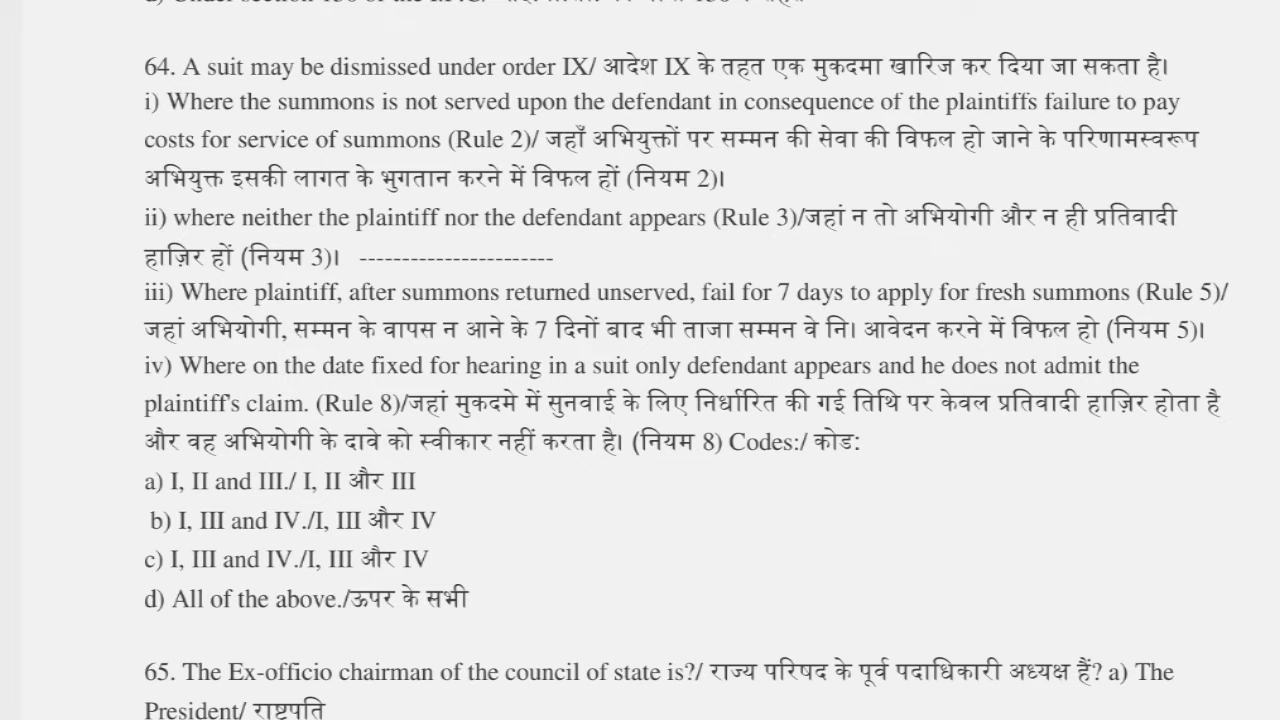 64. A suit may be dismissed under order IX/ आदेश IX के तहत एक मुकदमा खारिज कर दिया जा सकता है।
i) Where the summons is not served upon the defendant in consequence of the plaintiffs failure to pay
costs for service of summons (Rule 2)/ जहाँ अभियुक्तों पर सम्मन की सेवा की विफल हो जाने के परिणामस्वरूप
अभियुक्त इसकी लागत के भुगतान करने में विफल हों (नियम 2)।
ii) where neither the plaintiff nor the defendant appears (Rule 3)/जहां न तो अभियोगी और न ही प्रतिवादी
हाज़िर हों (नियम 3)। -----------------------
iii) Where plaintiff, after summons returned unserved, fail for 7 days to apply for fresh summons (Rule 5)/
जहां अभियोगी, सम्मन के वापस न आने के 7 दिनों बाद भी ताजा सम्मन वे नि। आवेदन करने में विफल हो (नियम 5)।
iv) Where on the date fixed for hearing in a suit only defendant appears and he does not admit the
plaintiff's claim. (Rule 8)/जहां मुकदमे में सुनवाई के लिए निर्धारित की गई तिथि पर केवल प्रतिवादी हाज़िर होता है
और वह अभियोगी के दावे को स्वीकार नहीं करता है। (नियम 8) Codes:/ कोड:
a) I, II and III./ I, II और III
b) I, III and IV./I, III और IV
c) I, III and IV./I, III और IV
d) All of the above./ऊपर के सभी
65. The Ex-officio chairman of the council of state is?/ राज्य परिषद के पूर्व पदाधिकारी अध्यक्ष हैं? a) The
President/ राष्ट्रपति